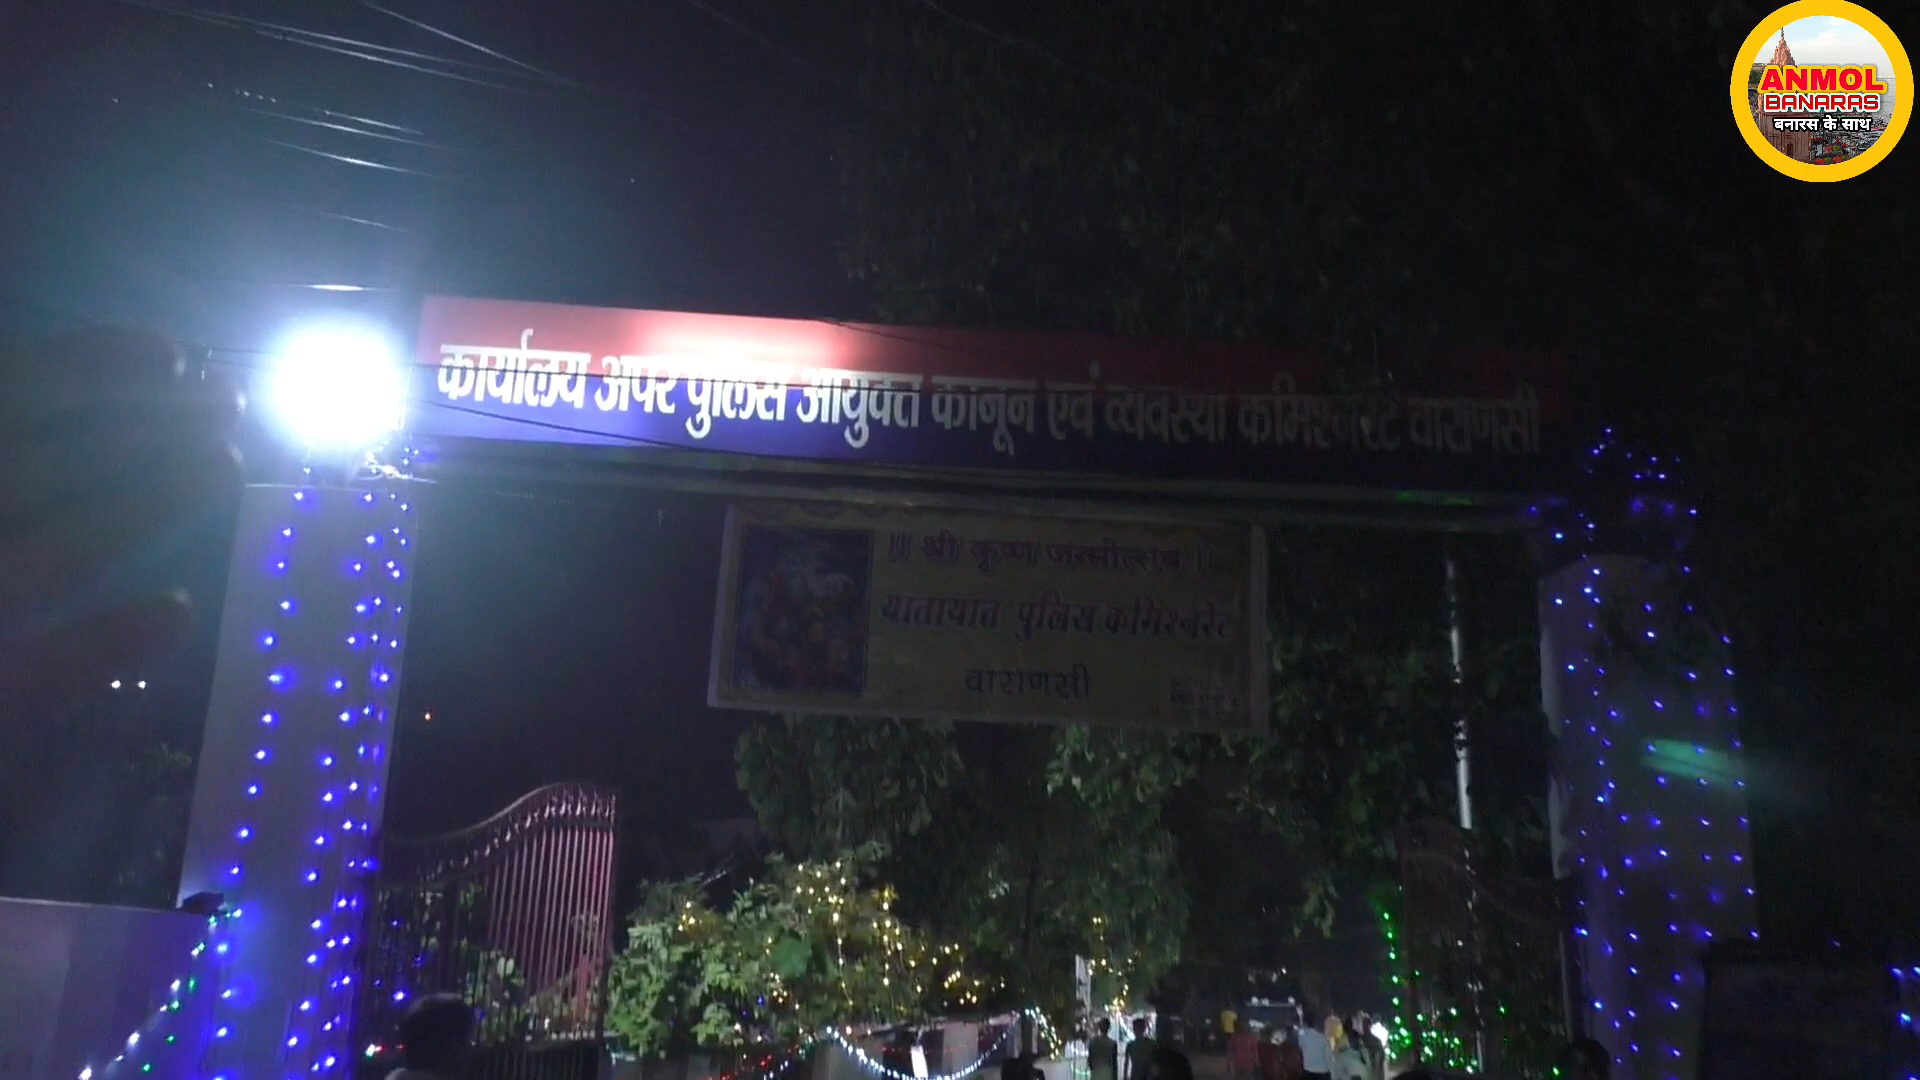 ANMOL
BANARAS
बनारस के साथ
कार्यालय अपर पुलिस आयुक्त कानून एवं व्यवस्था कमिश्नरेट वाराणसी
|| श्री कृष्ण जन्मोत्सव ||
यातायात पुलिस कमिश्नरेट
वाराणसी